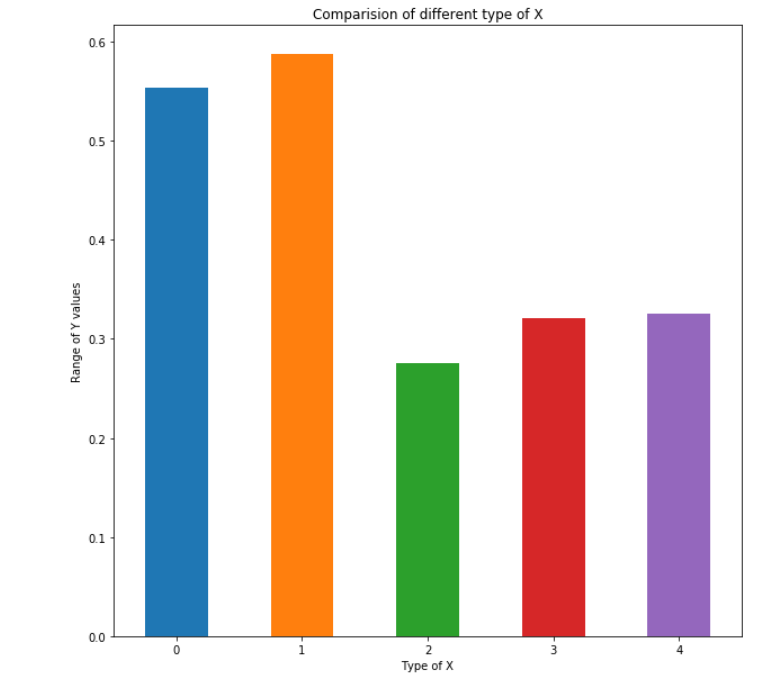 Comparision of different type of X
0.6
0.5
0.4
0.3
0.2
0.1
0.0
Range of Y values
0 1 2 3 4
Type of X